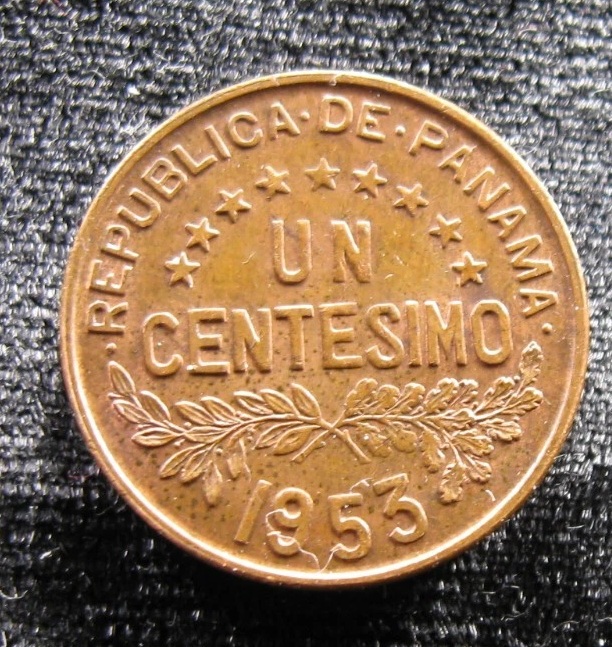 ·REPUBLICA·DE·PANAMA·
UN
CENTESIMO
1953